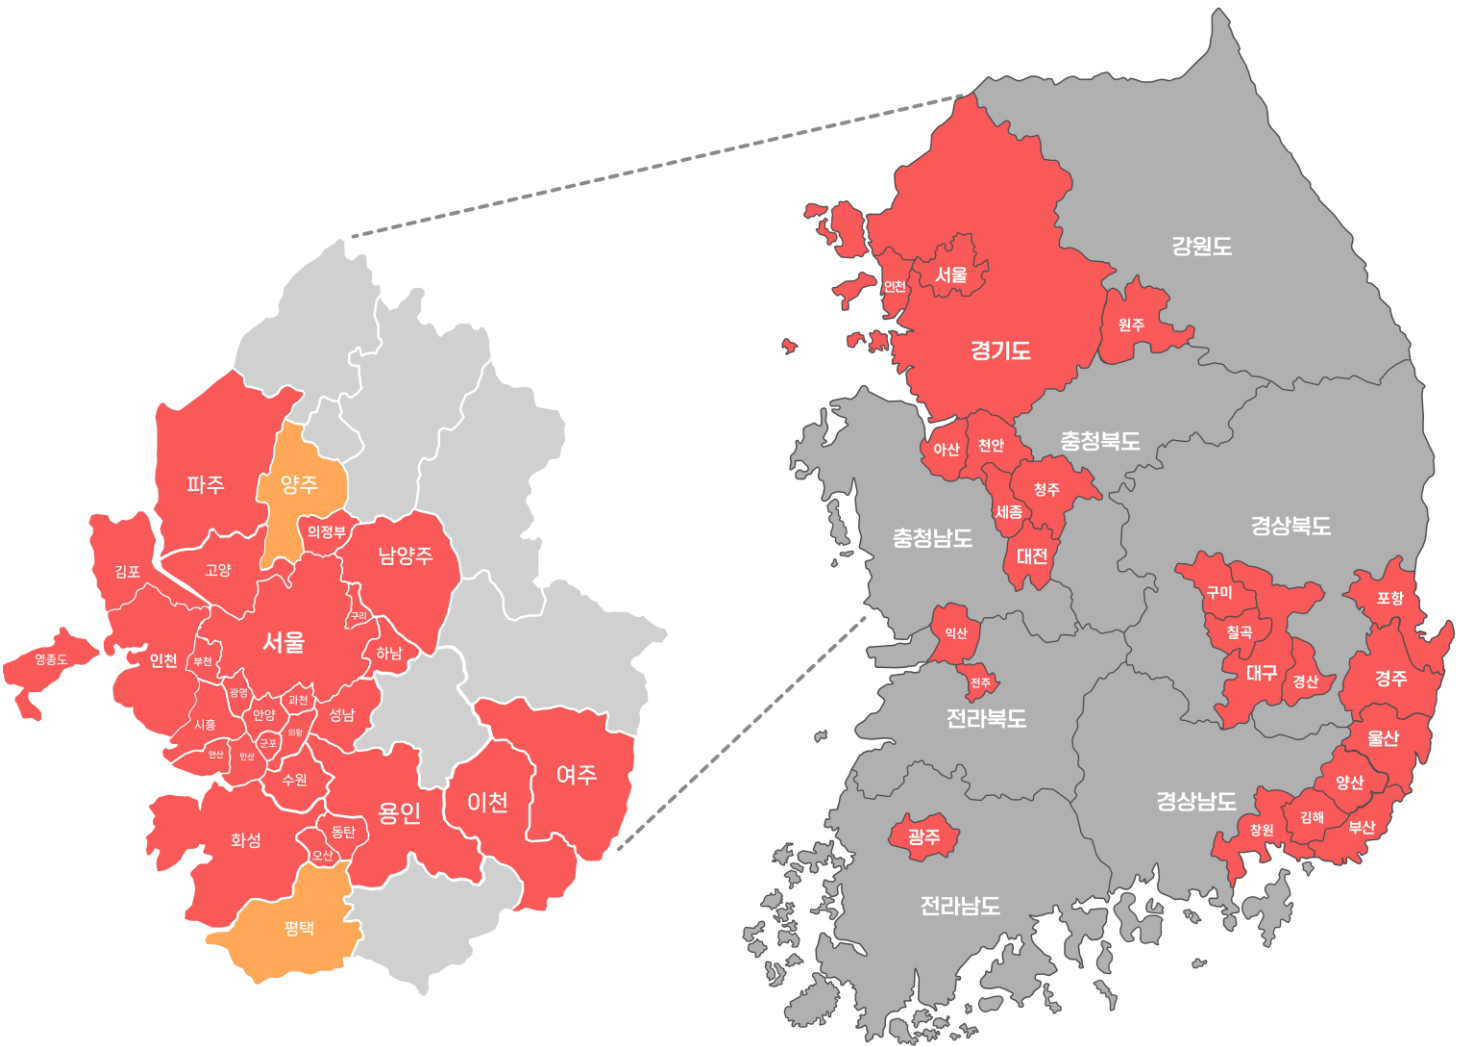 파주
양주
의정부
남양주
김포
고양
구리
영종도
인천
부천
서울
하남
광명
과천
시흥
안양
성남
의왕
군포
안산
안산
수원
여주
이천
용인
화성
동탄
오산
평택
강원도
서울
인천
원주
경기도
아산
천안
충청북도
청주
세종
충청남도
대전
경상북도
구미
포항
칠곡
익산
대구
경산
경주
전주
전라북도
울산
양산
경상남도
김해
창원
부산
광주
전라남도